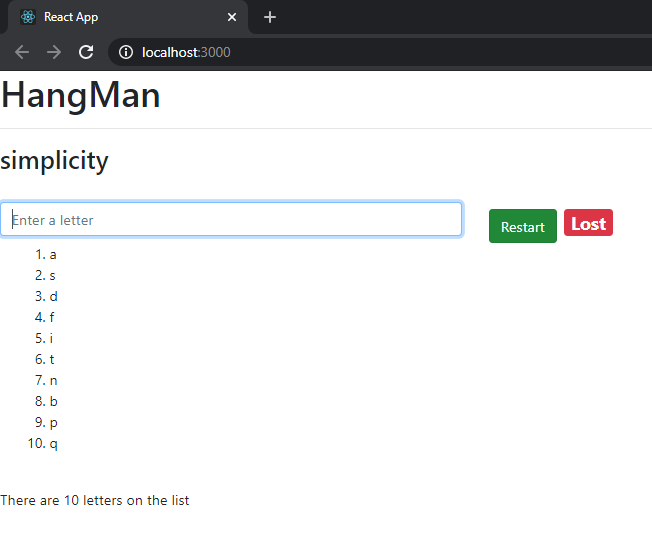 React App
localhost:3000
HangMan
simplicity
Enter a letter
Restart
Lost
1. a
2. s
3. d
4. f
5. i
6. t
7. n
8. b
9. p
10. q
There are 10 letters on the list